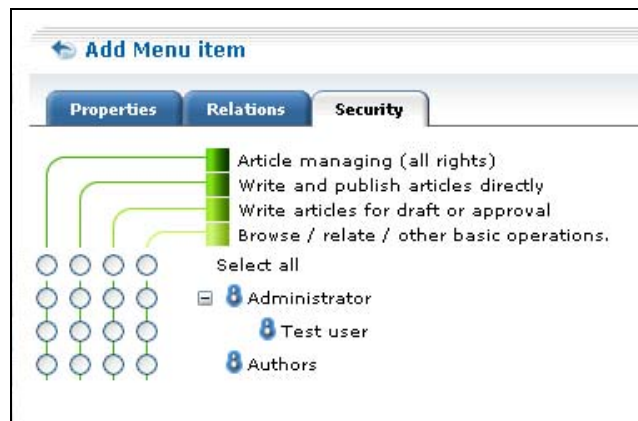 Add Menu item
Properties Relations Security
Article managing (all rights)
Write and publish articles directly
Write articles for draft or approval
Browse / relate / other basic operations.
Select all
Administrator
Test user
Authors